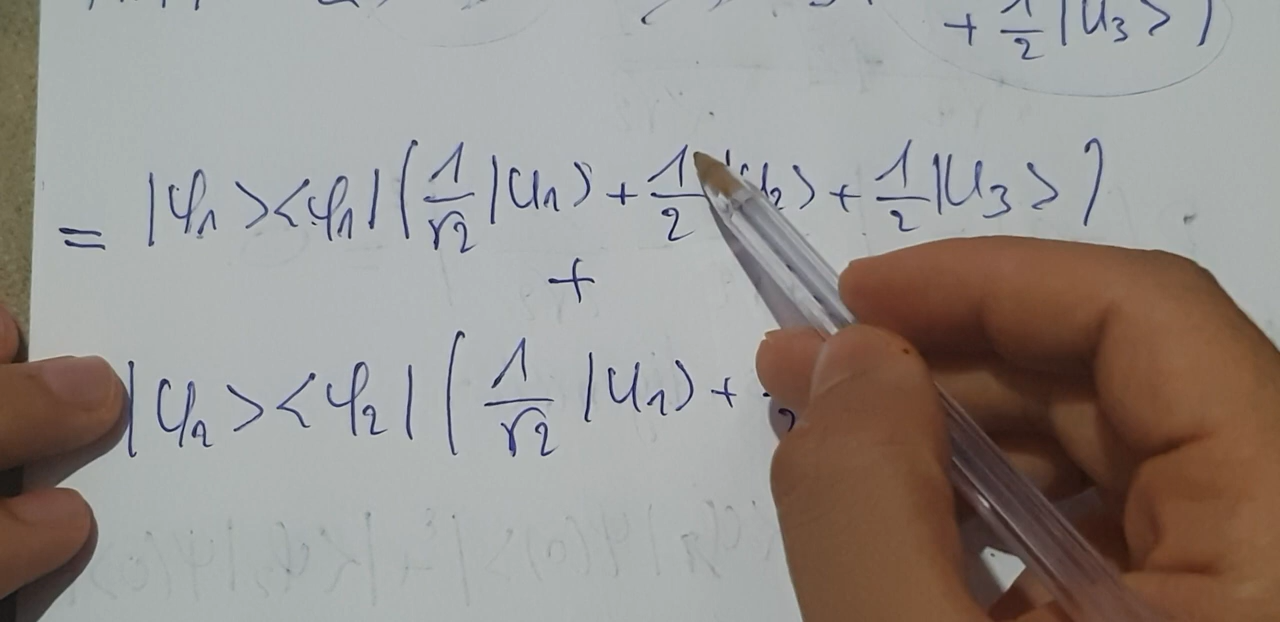 + 1/2 |U3> )
= |φ1><φ1| ( 1/√2 |U1> + 1/2 |U2> + 1/2 |U3> )
+
|φ2><φ2| ( 1/√2 |U1> +